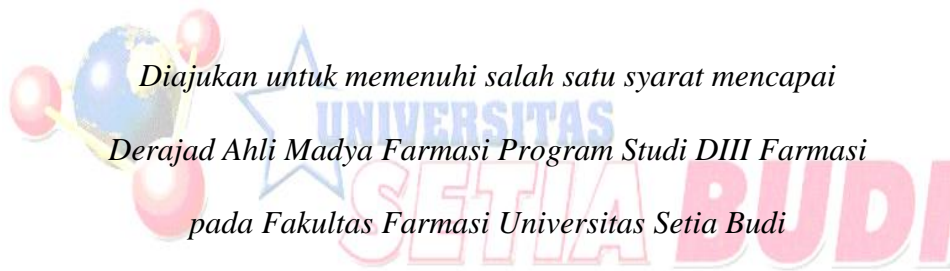 Diajukan untuk memenuhi salah satu syarat mencapai
UNIVERSITAS
Derajad Ahli Madya Farmasi Program Studi DIII Farmasi
SETIA BUDI
pada Fakultas Farmasi Universitas Setia Budi